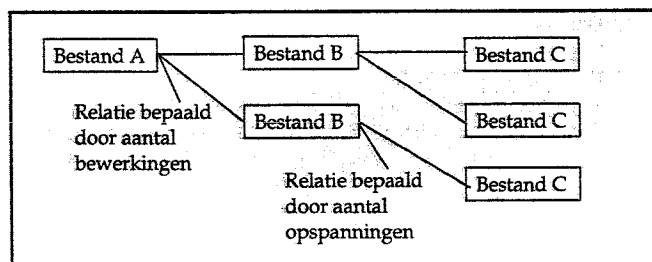 Bestand A
Bestand B
Bestand C
Relatie bepaald
door aantal
bewerkingen
Bestand B
Bestand C
Relatie bepaald
door aantal
opspanningen
Bestand C